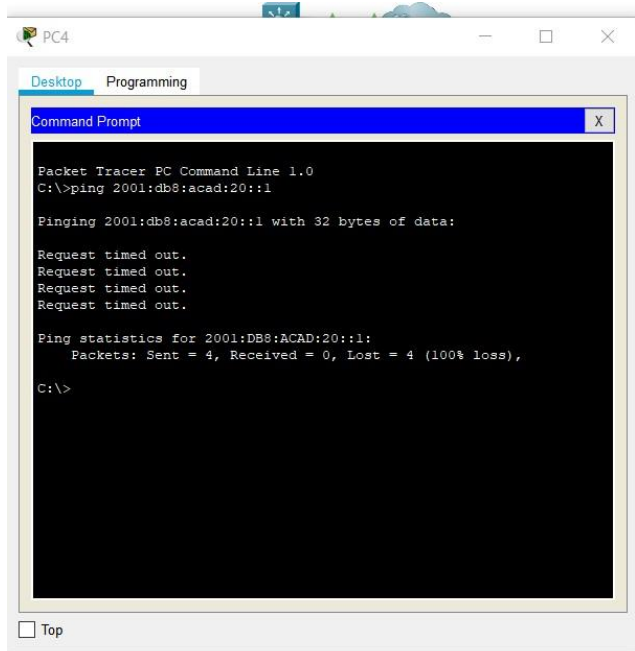 PC4
Desktop Programming
Command Prompt X
Packet Tracer PC Command Line 1.0
C:\>ping 2001:db8:acad:20::1
Pinging 2001:db8:acad:20::1 with 32 bytes of data:
Request timed out.
Request timed out.
Request timed out.
Request timed out.
Ping statistics for 2001:DB8:ACAD:20::1:
Packets: Sent = 4, Received = 0, Lost = 4 (100% loss),
C:\>
Top